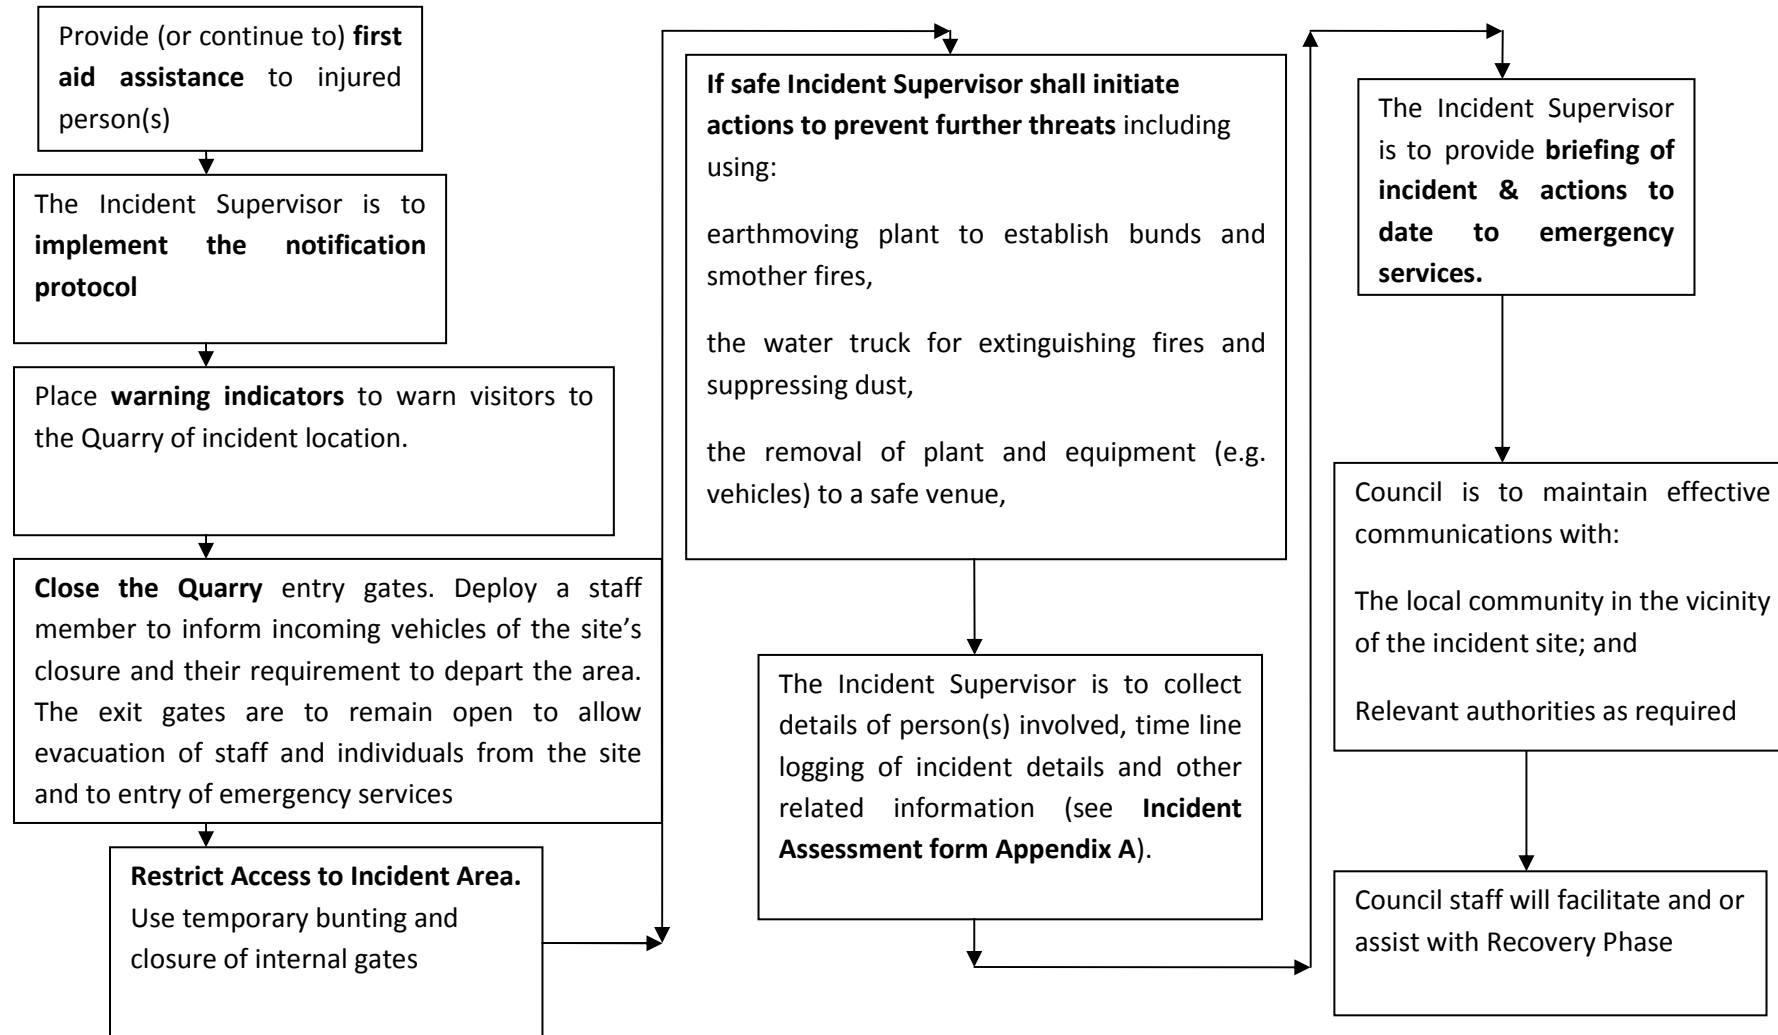 Provide (or continue to) first
aid assistance to injured
person(s)
The Incident Supervisor is to
implement the notification
protocol
Place warning indicators to warn visitors to
the Quarry of incident location.
Close the Quarry entry gates. Deploy a staff
member to inform incoming vehicles of the site’s
closure and their requirement to depart the area.
The exit gates are to remain open to allow
evacuation of staff and individuals from the site
and to entry of emergency services
Restrict Access to Incident Area.
Use temporary bunting and
closure of internal gates
If safe Incident Supervisor shall initiate
actions to prevent further threats including
using:
earthmoving plant to establish bunds and
smother fires,
the water truck for extinguishing fires and
suppressing dust,
the removal of plant and equipment (e.g.
vehicles) to a safe venue,
The Incident Supervisor is to collect
details of person(s) involved, time line
logging of incident details and other
related information (see Incident
Assessment form Appendix A).
The Incident Supervisor
is to provide briefing of
incident & actions to
date to emergency
services.
Council is to maintain effective
communications with:
The local community in the vicinity
of the incident site; and
Relevant authorities as required
Council staff will facilitate and or
assist with Recovery Phase